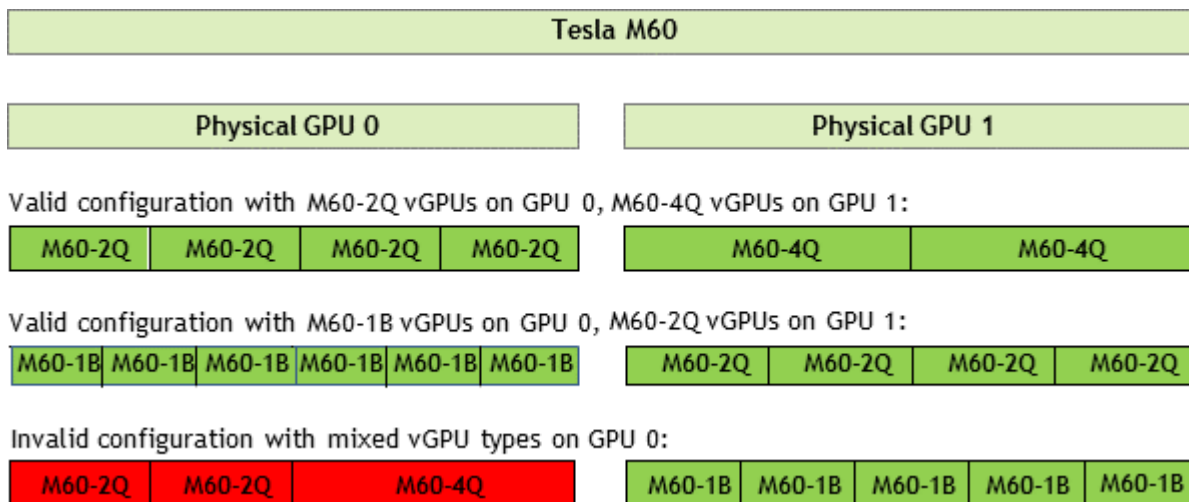 Tesla M60
Physical GPU 0 Physical GPU 1
Valid configuration with M60-2Q vGPUs on GPU 0, M60-4Q vGPUs on GPU 1:
M60-2Q M60-2Q M60-2Q M60-2Q M60-4Q M60-4Q
Valid configuration with M60-1B vGPUs on GPU 0, M60-2Q vGPUs on GPU 1:
M60-1B M60-1B M60-1B M60-1B M60-1B M60-1B M60-2Q M60-2Q M60-2Q M60-2Q
Invalid configuration with mixed vGPU types on GPU 0:
M60-2Q M60-2Q M60-4Q M60-1B M60-1B M60-1B M60-1B M60-1B